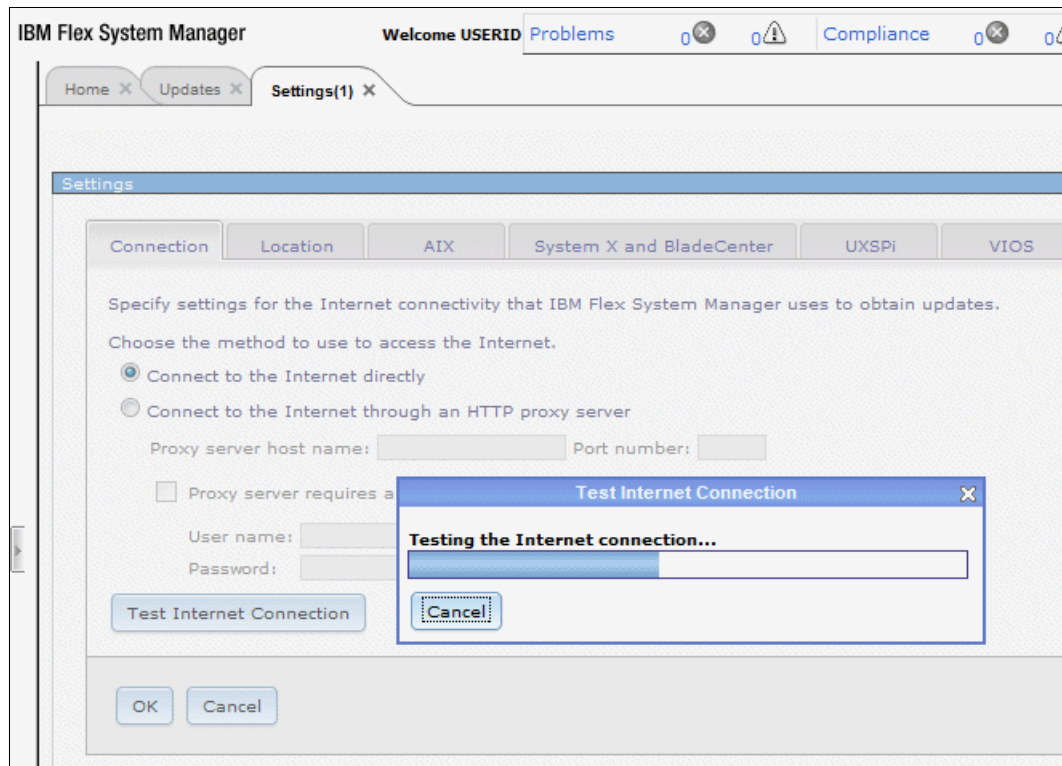 IBM Flex System Manager Welcome USERID Problems 0 0 Compliance 0 0
Home Updates Settings(1)
Settings
Connection Location AIX System X and BladeCenter UXSPi VIOS
Specify settings for the Internet connectivity that IBM Flex System Manager uses to obtain updates.
Choose the method to use to access the Internet.
Connect to the Internet directly
Connect to the Internet through an HTTP proxy server
Proxy server host name: Port number:
Proxy server requires a
Test Internet Connection
Testing the Internet connection...
User name:
Password:
Cancel
Test Internet Connection
OK Cancel